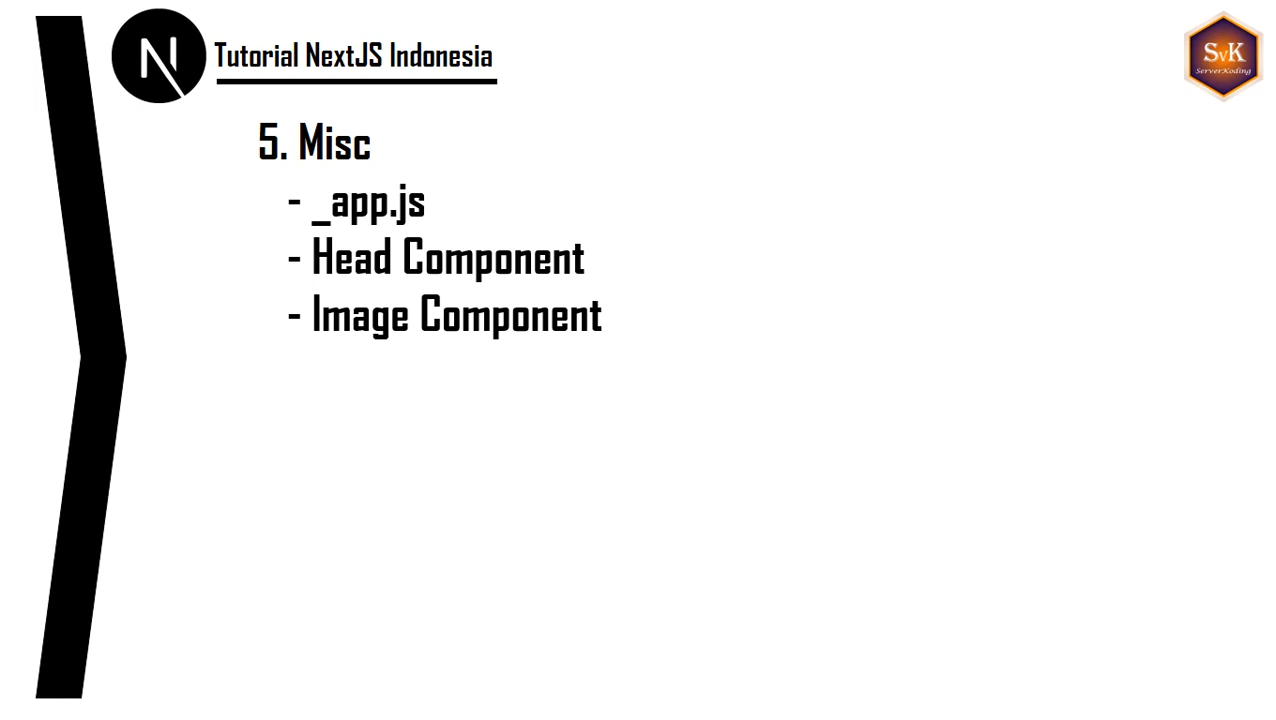 Tutorial NextJS Indonesia
SvK
ServerKoding
5. Misc
- _app.js
- Head Component
- Image Component